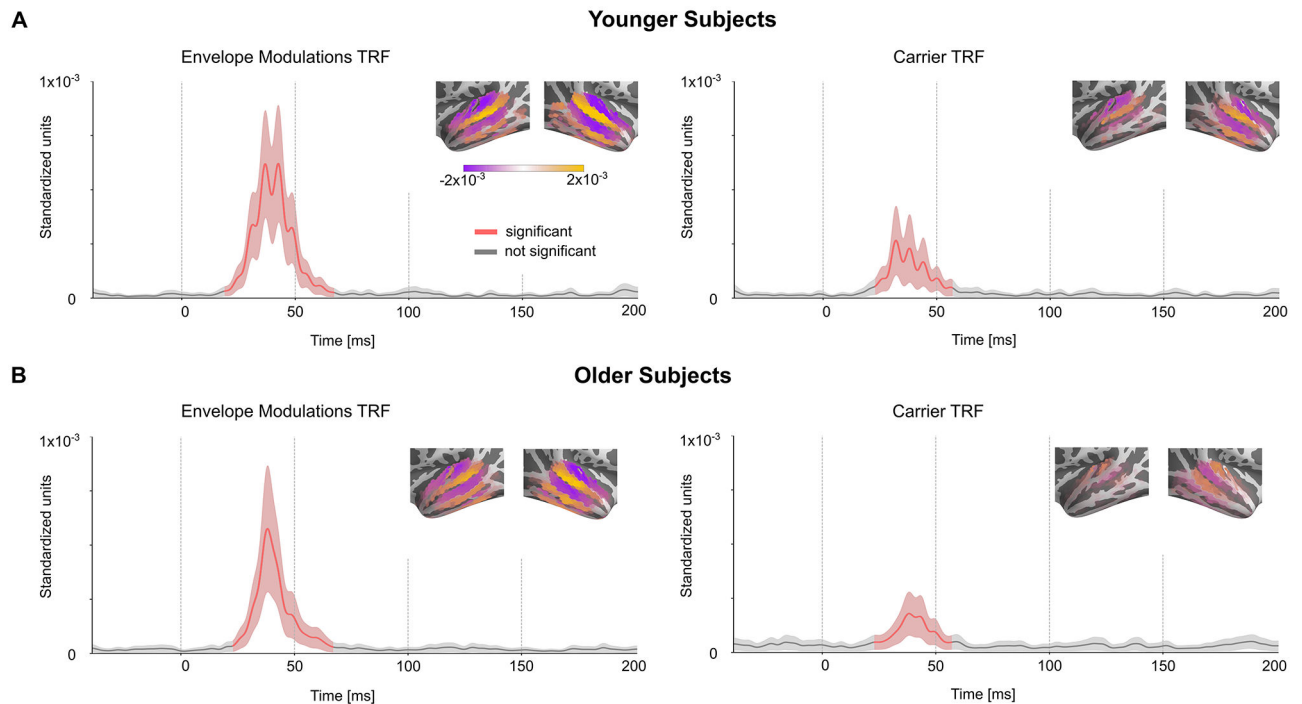 A
Younger Subjects
Envelope Modulations TRF
Carrier TRF
1x10⁻³
Standardized units
0
-2x10⁻³
2x10⁻³
significant
not significant
0
50
100
150
200
Time [ms]
1x10⁻³
Standardized units
0
0
50
100
150
200
Time [ms]
B
Older Subjects
Envelope Modulations TRF
Carrier TRF
1x10⁻³
Standardized units
0
0
50
100
150
200
Time [ms]
1x10⁻³
Standardized units
0
0
50
100
150
200
Time [ms]